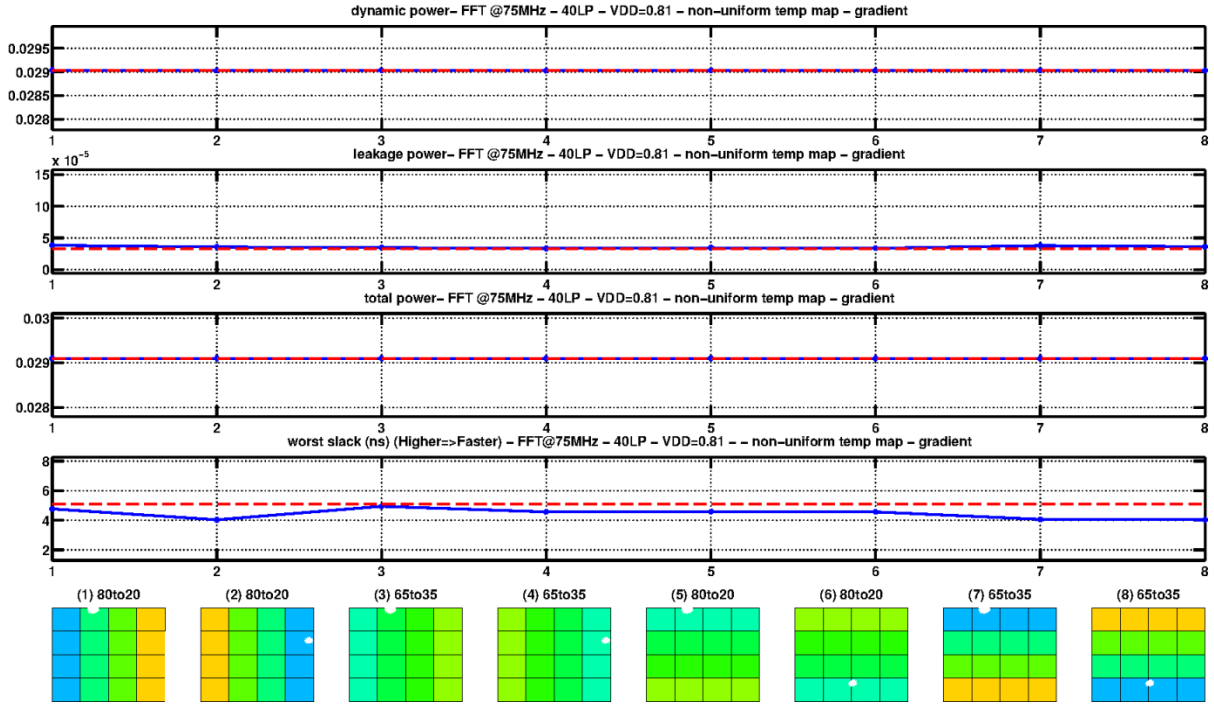 dynamic power– FFT @75MHz – 40LP – VDD=0.81 – non–uniform temp map – gradient
0.0295
0.029
0.0285
0.028
1 2 3 4 5 6 7 8
x 10⁻⁵
leakage power– FFT @75MHz – 40LP – VDD=0.81 – non–uniform temp map – gradient
15
10
5
0
1 2 3 4 5 6 7 8
total power– FFT @75MHz – 40LP – VDD=0.81 – non–uniform temp map – gradient
0.03
0.029
0.028
1 2 3 4 5 6 7 8
worst slack (ns) (Higher=>Faster) – FFT@75MHz – 40LP – VDD=0.81 – – non–uniform temp map – gradient
8
6
4
2
1 2 3 4 5 6 7 8
(1) 80to20 (2) 80to20 (3) 65to35 (4) 65to35 (5) 80to20 (6) 80to20 (7) 65to35 (8) 65to35